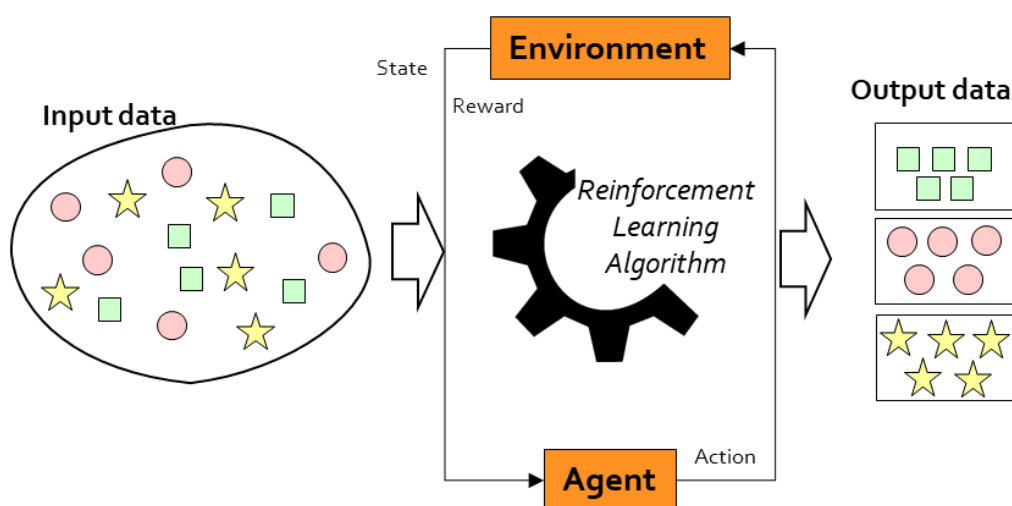 Environment
State
Reward
Input data
Output data
Reinforcement
Learning
Algorithm
Action
Agent